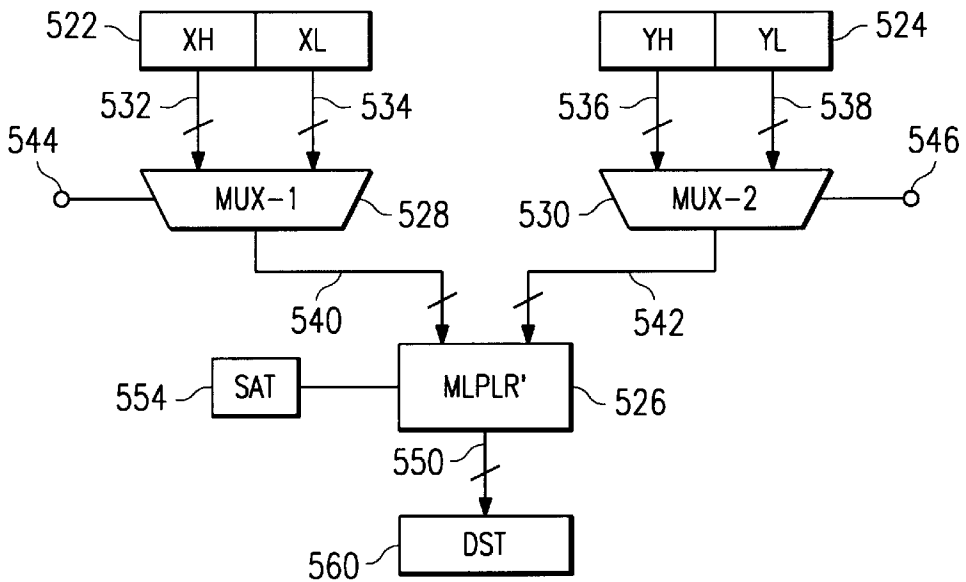 522 XH XL YH YL 524
532 534 536 538
544 546
MUX-1 528 530 MUX-2
540 542
554 SAT MLPLR' 526
550
560 DST